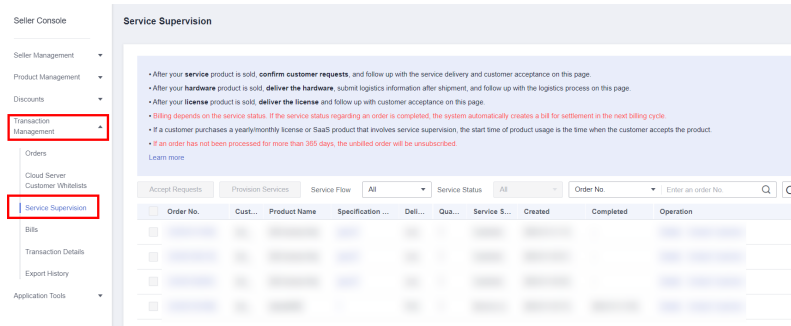 Seller Console
Service Supervision
Seller Management
Product Management
Discounts
Transaction
Management
Orders
Cloud Server
Customer Whitelists
Service Supervision
Bills
Transaction Details
Export History
Application Tools
• After your service product is sold, confirm customer requests, and follow up with the service delivery and customer acceptance on this page.
• After your hardware product is sold, deliver the hardware, submit logistics information after shipment, and follow up with the logistics process on this page.
• After your license product is sold, deliver the license and follow up with customer acceptance on this page.
• Billing depends on the service status. If the service status regarding an order is completed, the system automatically creates a bill for settlement in the next billing cycle.
• If a customer purchases a yearly/monthly license or SaaS product that involves service supervision, the start time of product usage is the time when the customer accepts the product.
• If an order has not been processed for more than 365 days, the unbilled order will be unsubscribed.
Learn more
Accept Requests Provision Services Service Flow All Service Status All Order No. Enter an order No.
Order No. Cust... Product Name Specification ... Deli... Qua... Service S... Created Completed Operation